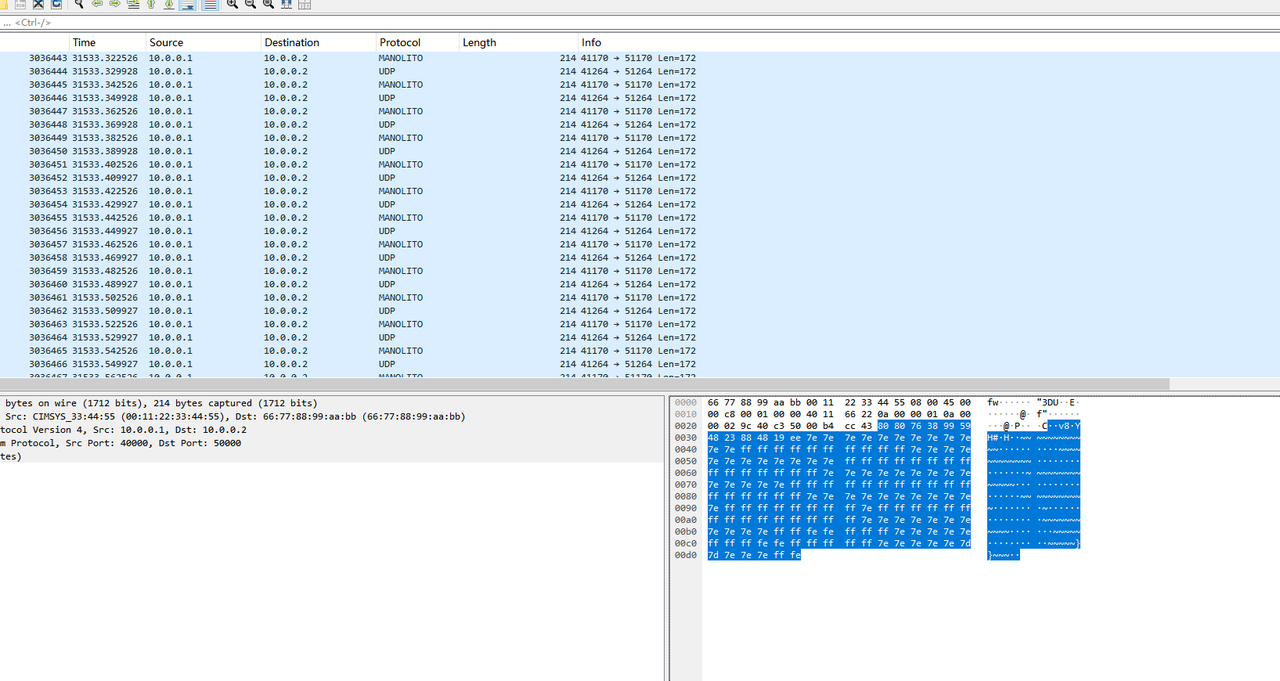 … <Ctrl-/>
Time Source Destination Protocol Length Info
3036443 31533.322526 10.0.0.1 10.0.0.2 MANOLITO 214 41170 → 51170 Len=172
3036444 31533.329928 10.0.0.1 10.0.0.2 UDP 214 41264 → 51264 Len=172
3036445 31533.342526 10.0.0.1 10.0.0.2 MANOLITO 214 41170 → 51170 Len=172
3036446 31533.349928 10.0.0.1 10.0.0.2 UDP 214 41264 → 51264 Len=172
3036447 31533.362526 10.0.0.1 10.0.0.2 MANOLITO 214 41170 → 51170 Len=172
3036448 31533.369928 10.0.0.1 10.0.0.2 UDP 214 41264 → 51264 Len=172
3036449 31533.382526 10.0.0.1 10.0.0.2 MANOLITO 214 41170 → 51170 Len=172
3036450 31533.389928 10.0.0.1 10.0.0.2 UDP 214 41264 → 51264 Len=172
3036451 31533.402526 10.0.0.1 10.0.0.2 MANOLITO 214 41170 → 51170 Len=172
3036452 31533.409927 10.0.0.1 10.0.0.2 UDP 214 41264 → 51264 Len=172
3036453 31533.422526 10.0.0.1 10.0.0.2 MANOLITO 214 41170 → 51170 Len=172
3036454 31533.429927 10.0.0.1 10.0.0.2 UDP 214 41264 → 51264 Len=172
3036455 31533.442526 10.0.0.1 10.0.0.2 MANOLITO 214 41170 → 51170 Len=172
3036456 31533.449927 10.0.0.1 10.0.0.2 UDP 214 41264 → 51264 Len=172
3036457 31533.462526 10.0.0.1 10.0.0.2 MANOLITO 214 41170 → 51170 Len=172
3036458 31533.469927 10.0.0.1 10.0.0.2 UDP 214 41264 → 51264 Len=172
3036459 31533.482526 10.0.0.1 10.0.0.2 MANOLITO 214 41170 → 51170 Len=172
3036460 31533.489927 10.0.0.1 10.0.0.2 UDP 214 41264 → 51264 Len=172
3036461 31533.502526 10.0.0.1 10.0.0.2 MANOLITO 214 41170 → 51170 Len=172
3036462 31533.509927 10.0.0.1 10.0.0.2 UDP 214 41264 → 51264 Len=172
3036463 31533.522526 10.0.0.1 10.0.0.2 MANOLITO 214 41170 → 51170 Len=172
3036464 31533.529927 10.0.0.1 10.0.0.2 UDP 214 41264 → 51264 Len=172
3036465 31533.542526 10.0.0.1 10.0.0.2 MANOLITO 214 41170 → 51170 Len=172
3036466 31533.549927 10.0.0.1 10.0.0.2 UDP 214 41264 → 51264 Len=172
bytes on wire (1712 bits), 214 bytes captured (1712 bits)
Src: CIMSYS_33:44:55 (00:11:22:33:44:55), Dst: 66:77:88:99:aa:bb (66:77:88:99:aa:bb)
tocol Version 4, Src: 10.0.0.1, Dst: 10.0.0.2
m Protocol, Src Port: 40000, Dst Port: 50000
tes)
0000 66 77 88 99 aa bb 00 11 22 33 44 55 08 00 45 00 fw······ "3DU··E·
0010 00 c8 00 01 00 00 40 11 66 22 0a 00 00 01 0a 00 ······@· f"······
0020 00 02 9c 40 c3 50 00 b4 cc 43 80 80 76 38 99 59 ···@·P·· ·C··v8·Y
0030 48 23 88 48 19 ee 7e 7e 7e 7e 7e 7e 7e 7e 7e 7e H#·H··~~ ~~~~~~~~
0040 7e 7e ff ff ff ff ff ff ff ff ff ff 7e 7e 7e 7e ~~······ ····~~~~
0050 7e 7e 7e 7e 7e 7e 7e 7e ff ff ff ff ff ff ff ff ~~~~~~~~ ········
0060 ff ff ff ff ff ff ff 7e 7e 7e 7e 7e 7e 7e 7e 7e ·······~ ~~~~~~~~
0070 7e 7e 7e 7e 7e ff ff ff ff ff ff ff ff ff ff ff ~~~~~··· ········
0080 ff ff ff ff ff ff 7e 7e 7e 7e 7e 7e 7e 7e 7e 7e ······~~ ~~~~~~~~
0090 7e ff ff ff ff ff ff ff ff 7e ff ff ff ff ff ff ~······· ·~······
00a0 ff ff ff ff ff ff ff ff ff 7e 7e 7e 7e 7e 7e 7e ········ ·~~~~~~~
00b0 7e 7e 7e 7e ff ff fe fe ff ff ff 7e 7e 7e 7e 7e ~~~~···· ···~~~~~
00c0 ff ff ff fe fe ff ff ff ff ff 7e 7e 7e 7e 7e 7d ········ ··~~~~~}
00d0 7d 7e 7e 7e ff fe }~~~··